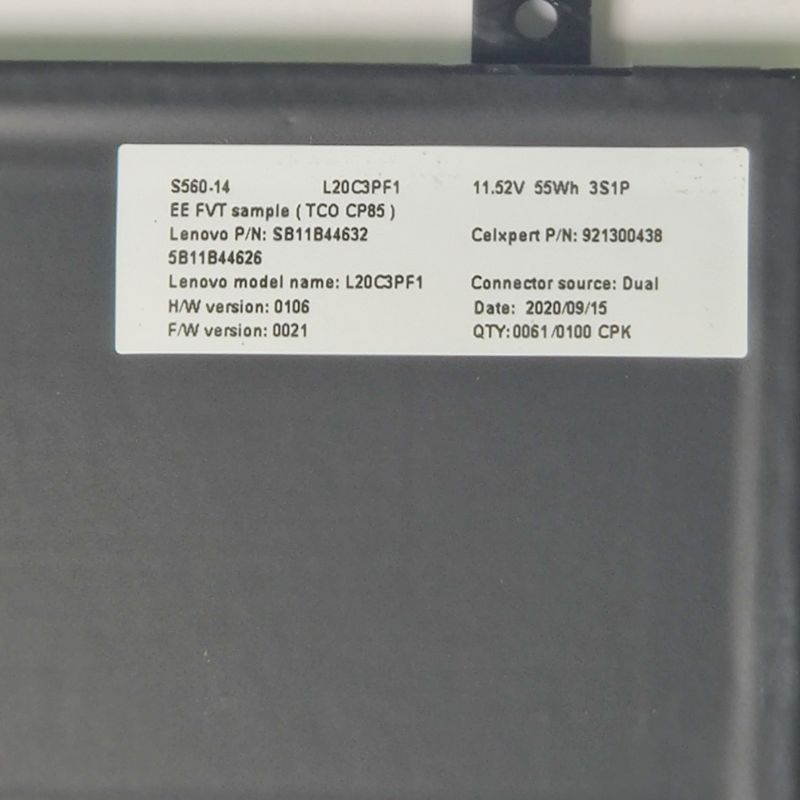 S560-14 L20C3PF1 11.52V 55Wh 3S1P
EE FVT sample ( TCO CP85 )
Lenovo P/N: SB11B44632 Celxpert P/N: 921300438
5B11B44626
Lenovo model name: L20C3PF1 Connector source: Dual
H/W version: 0106 Date: 2020/09/15
F/W version: 0021 QTY:0061/0100 CPK